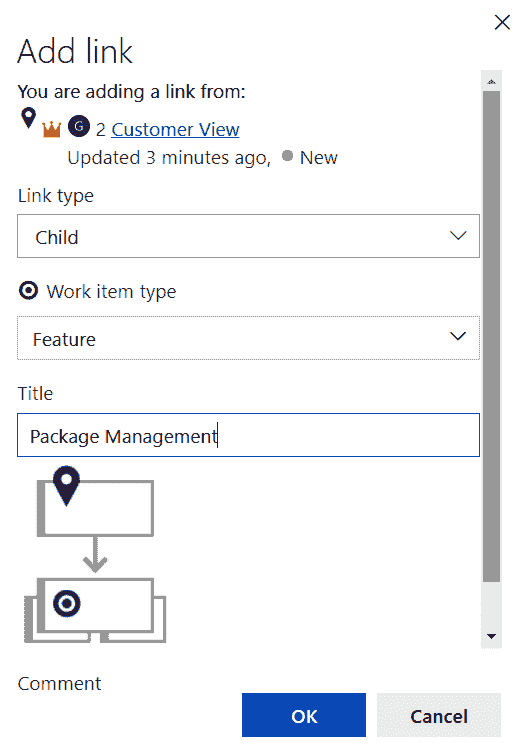 Add link
You are adding a link from:
G 2 Customer View
Updated 3 minutes ago, New
Link type
Child
Work item type
Feature
Title
Package Management
Comment
OK Cancel